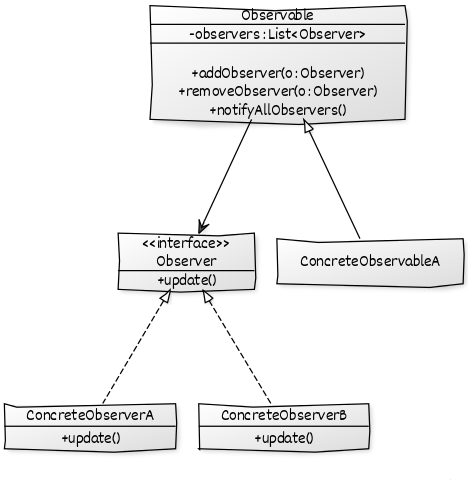 Observable
-observers : List<Observer>
+addObserver(o : Observer)
+removeObserver(o : Observer)
+notifyAllObservers()
<<interface>>
Observer
+update()
ConcreteObservableA
ConcreteObserverA
+update()
ConcreteObserverB
+update()